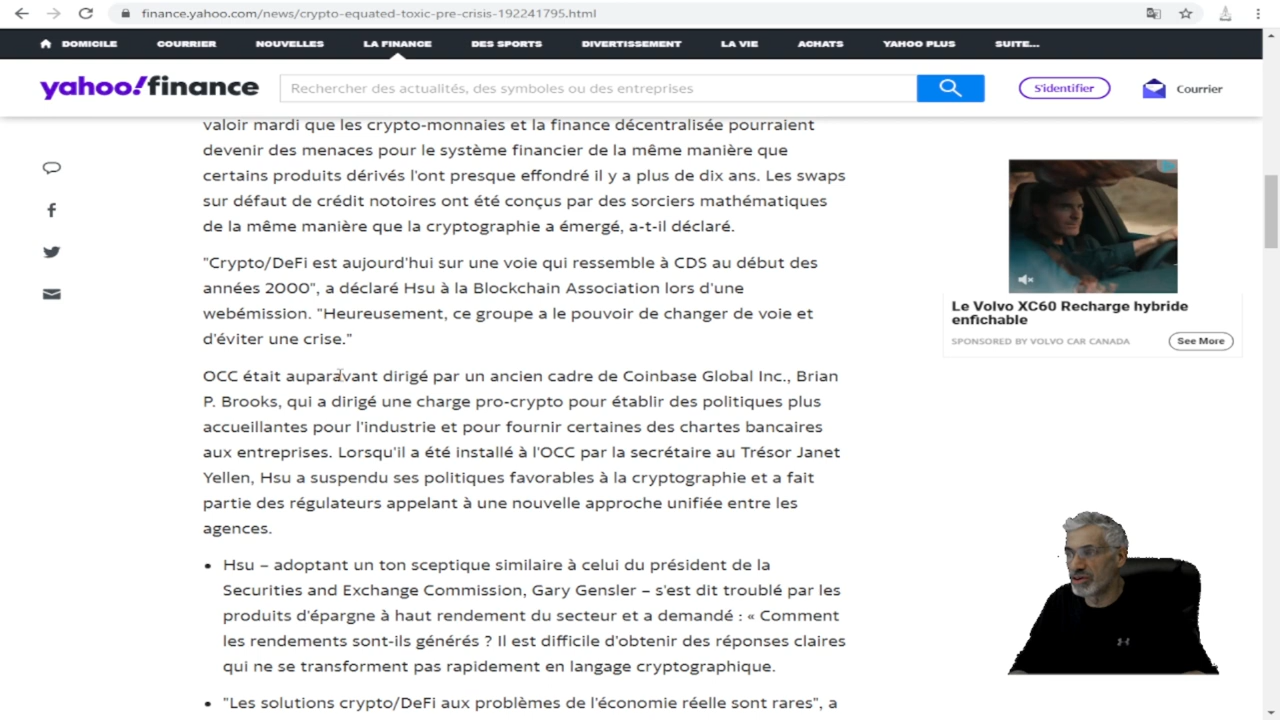 finance.yahoo.com/news/crypto-equated-toxic-pre-crisis-192241795.html
DOMICILE COURRIER NOUVELLES LA FINANCE DES SPORTS DIVERTISSEMENT LA VIE ACHATS YAHOO PLUS SUITE...
yahoo!finance
Rechercher des actualités, des symboles ou des entreprises
S'identifier
Courrier
valoir mardi que les crypto-monnaies et la finance décentralisée pourraient
devenir des menaces pour le système financier de la même manière que
certains produits dérivés l'ont presque effondré il y a plus de dix ans. Les swaps
sur défaut de crédit notoires ont été conçus par des sorciers mathématiques
de la même manière que la cryptographie a émergé, a-t-il déclaré.
"Crypto/DeFi est aujourd'hui sur une voie qui ressemble à CDS au début des
années 2000", a déclaré Hsu à la Blockchain Association lors d'une
webémission. "Heureusement, ce groupe a le pouvoir de changer de voie et
d'éviter une crise."
OCC était auparavant dirigé par un ancien cadre de Coinbase Global Inc., Brian
P. Brooks, qui a dirigé une charge pro-crypto pour établir des politiques plus
accueillantes pour l'industrie et pour fournir certaines des chartes bancaires
aux entreprises. Lorsqu'il a été installé à l'OCC par la secrétaire au Trésor Janet
Yellen, Hsu a suspendu ses politiques favorables à la cryptographie et a fait
partie des régulateurs appelant à une nouvelle approche unifiée entre les
agences.
• Hsu – adoptant un ton sceptique similaire à celui du président de la
Securities and Exchange Commission, Gary Gensler – s'est dit troublé par les
produits d'épargne à haut rendement du secteur et a demandé : « Comment
les rendements sont-ils générés ? Il est difficile d'obtenir des réponses claires
qui ne se transforment pas rapidement en langage cryptographique.
• "Les solutions crypto/DeFi aux problèmes de l'économie réelle sont rares", a
Le Volvo XC60 Recharge hybride
enfichable
SPONSORED BY VOLVO CAR CANADA
See More